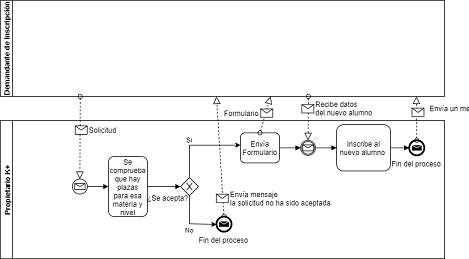 Demandante de Inscripción
Solicitud
Formulario
Recibe datos
del nuevo alumno
Envía un me
Propietario K+
Se
comprueba
que hay
plazas
para esa
materia y
nivel
¿Se acepta?
Si
No
Envía
Formulario
Inscribe al
nuevo alumno
Fin del proceso
Envía mensaje
la solicitud no ha sido aceptada
Fin del proceso